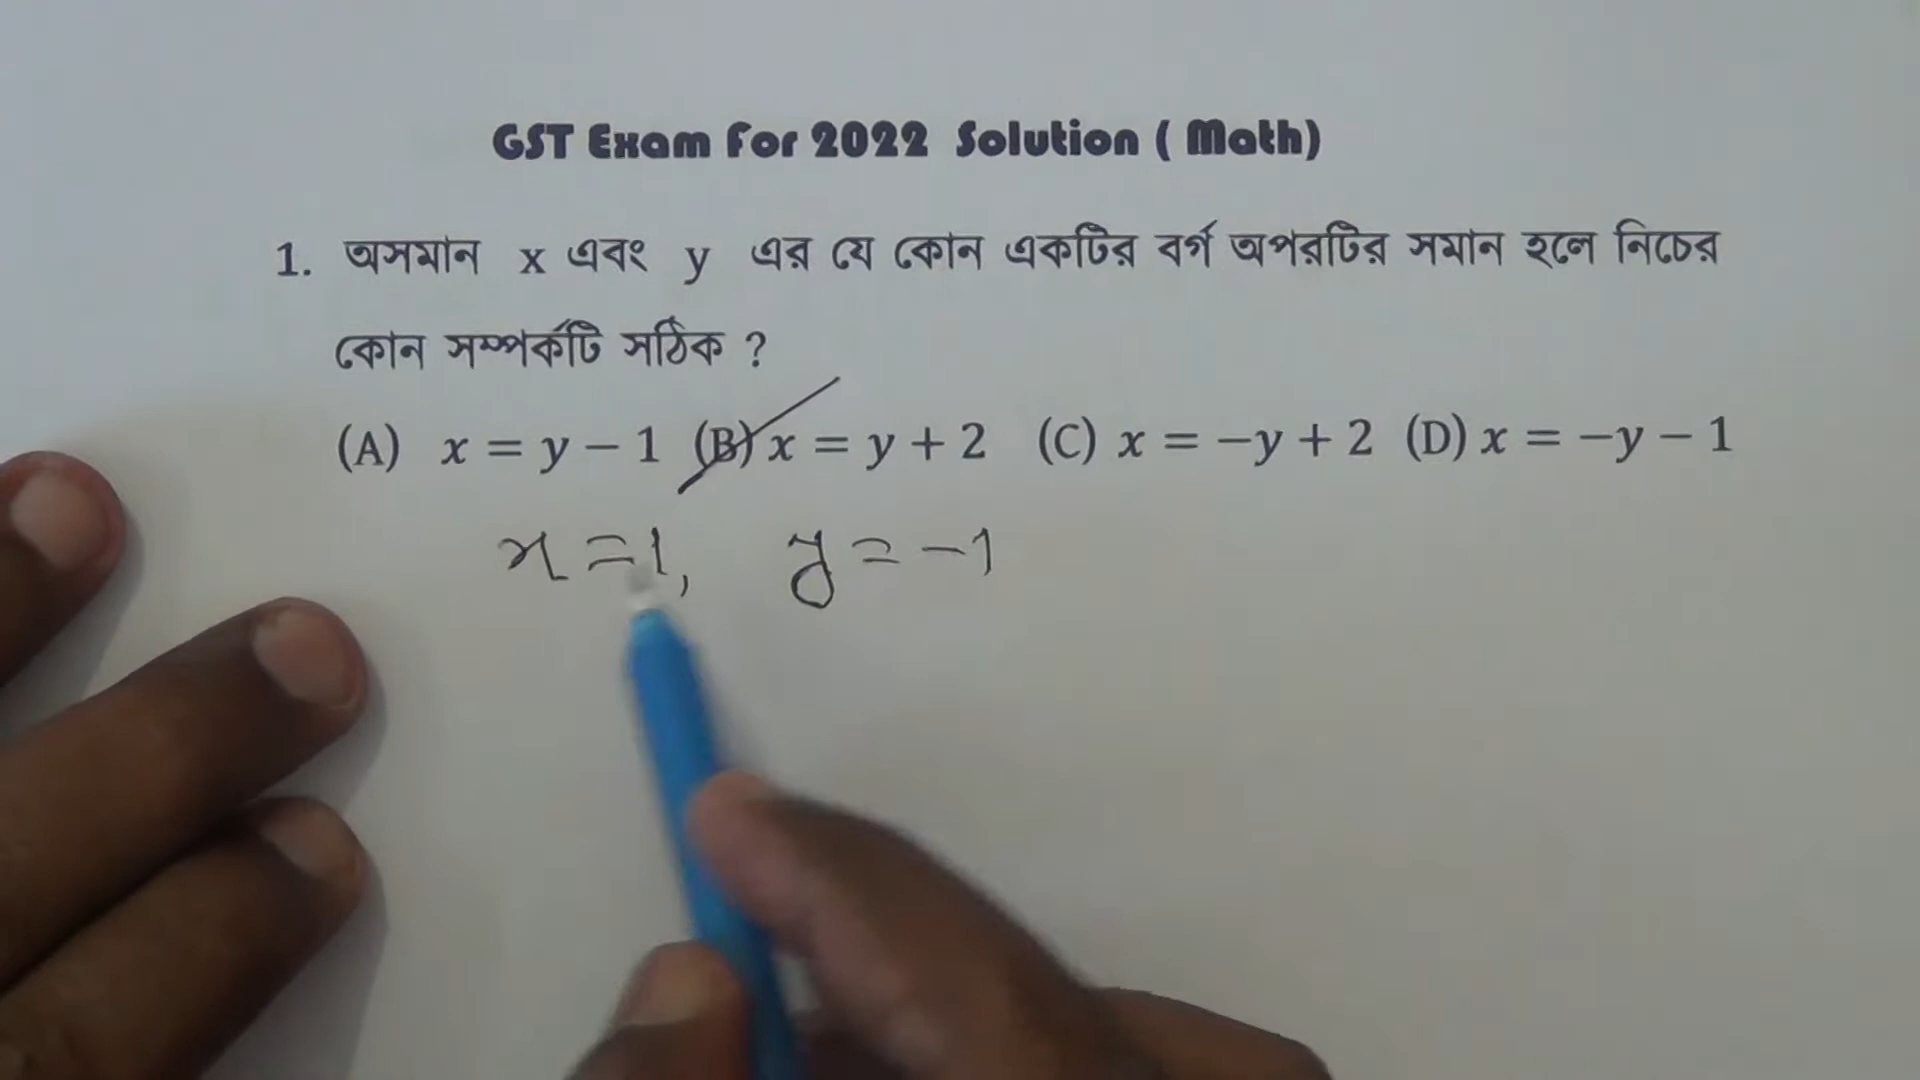 GST Exam For 2022 Solution ( Math)
1. অসমান x এবং y এর যে কোন একটির বর্গ অপরটির সমান হলে নিচের
কোন সম্পর্কটি সঠিক ?
(A) x = y − 1 (B) x = y + 2 (C) x = −y + 2 (D) x = −y − 1
x = 1, y = −1